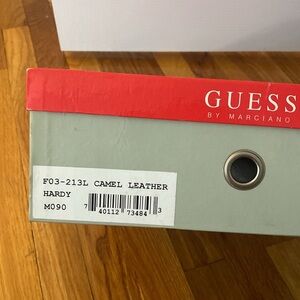 GUESS
BY MARCIANO
F03-213L CAMEL LEATHER
HARDY
M090
7 40112 73484 3